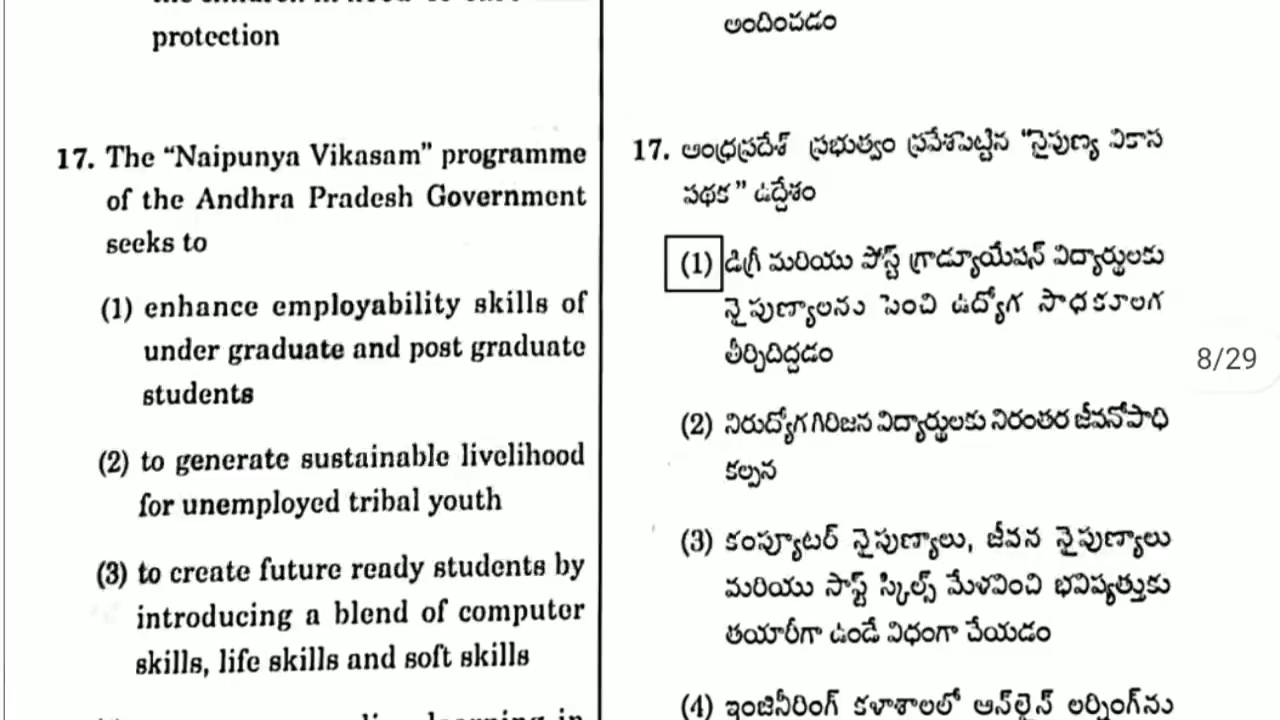 protection
17. The “Naipunya Vikasam” programme
of the Andhra Pradesh Government
seeks to
(1) enhance employability skills of
under graduate and post graduate
students
(2) to generate sustainable livelihood
for unemployed tribal youth
(3) to create future ready students by
introducing a blend of computer
skills, life skills and soft skills
అందించడం
17. ఆంధ్రప్రదేశ్ ప్రభుత్వం ప్రవేశపెట్టిన “నైపుణ్య వికాస
పథక” ఉద్దేశం
(1) డిగ్రీ మరియు పోస్ట్ గ్రాడ్యూయేషన్ విద్యార్థులకు
నైపుణ్యాలను పెంచి ఉద్యోగ సాధకూలగ
తీర్చిదిద్దడం
(2) నిరుద్యోగ గిరిజన విద్యార్థులకు నిరంతర జీవనోపాధి
కల్పన
(3) కంప్యూటర్ నైపుణ్యాలు, జీవన నైపుణ్యాలు
మరియు సాఫ్ట్ స్కిల్స్ మేళవించి భవిష్యత్తుకు
తయారీగా ఉండే విధంగా చేయడం
(4) ఇంజినీరింగ్ కళాశాలలో ఆన్‌లైన్ లర్నింగ్‌ను
8/29